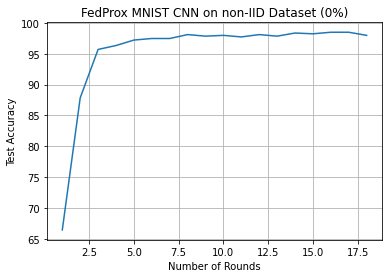 FedProx MNIST CNN on non-IID Dataset (0%)
100
95
90
85
80
75
70
65
Test Accuracy
2.5 5.0 7.5 10.0 12.5 15.0 17.5
Number of Rounds